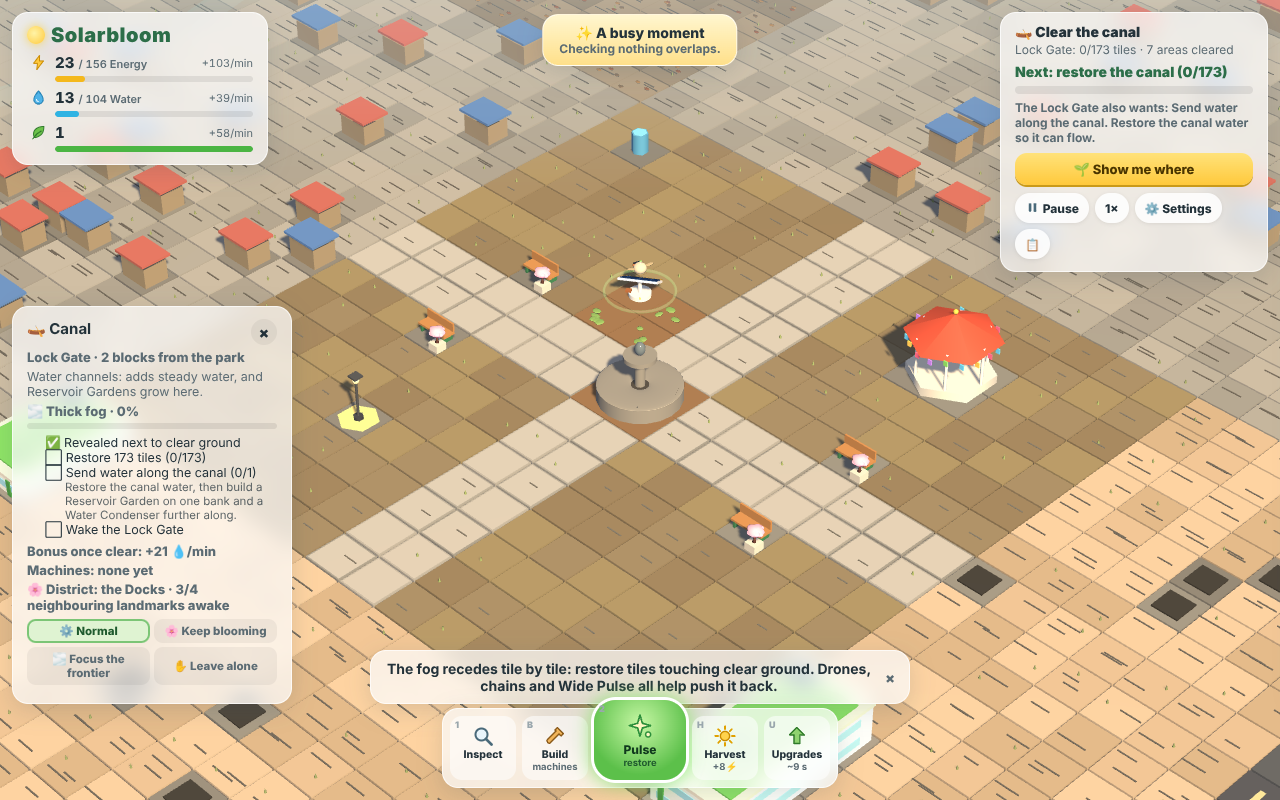 Solarbloom
23 / 156 Energy +103/min
13 / 104 Water +39/min
1 +58/min
✨ A busy moment
Checking nothing overlaps.
Clear the canal
Lock Gate: 0/173 tiles · 7 areas cleared
Next: restore the canal (0/173)
The Lock Gate also wants: Send water
along the canal. Restore the canal water
so it can flow.
🌱 Show me where
⏸ Pause
1×
⚙️ Settings
📋
Canal
✖
Lock Gate · 2 blocks from the park
Water channels: adds steady water, and
Reservoir Gardens grow here.
🌫️ Thick fog · 0%
✅ Revealed next to clear ground
Restore 173 tiles (0/173)
Send water along the canal (0/1)
Restore the canal water, then build a
Reservoir Garden on one bank and a
Water Condenser further along.
Wake the Lock Gate
Bonus once clear: +21 💧/min
Machines: none yet
🌸 District: the Docks · 3/4
neighbouring landmarks awake
⚙️ Normal
🌸 Keep blooming
🌫️ Focus the
frontier
✋ Leave alone
The fog recedes tile by tile: restore tiles touching clear ground. Drones,
chains and Wide Pulse all help push it back.
✖
1
Inspect
B
Build
machines
Pulse
restore
H
Harvest
+8⚡
U
Upgrades
~9 s